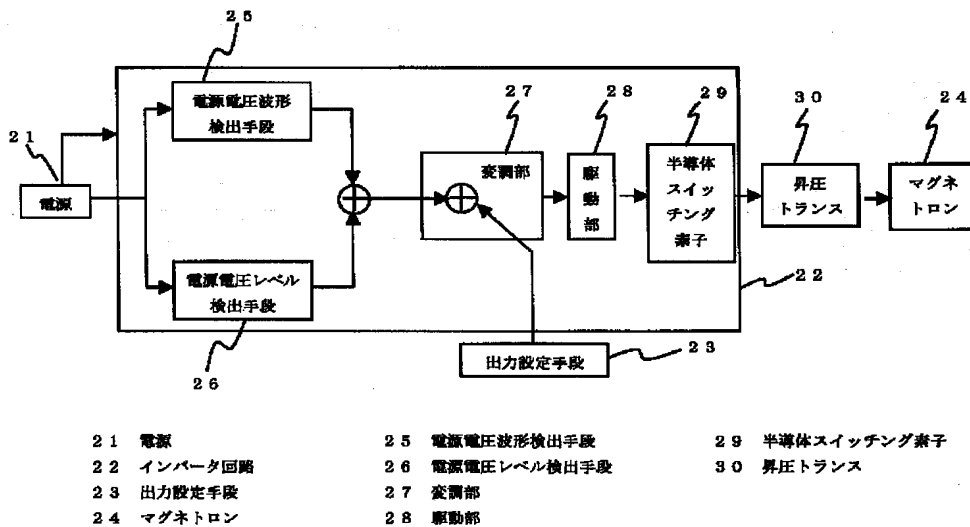 25
電源電圧波形
検出手段
21
電源
電源電圧レベル
検出手段
26
27
変調部
28
駆
動
部
29
半導体
スイッ
チング
素子
30
昇圧
トランス
24
マグネ
トロン
22
出力設定手段
23
21 電源
22 インバータ回路
23 出力設定手段
24 マグネトロン
25 電源電圧波形検出手段
26 電源電圧レベル検出手段
27 変調部
28 駆動部
29 半導体スイッチング素子
30 昇圧トランス